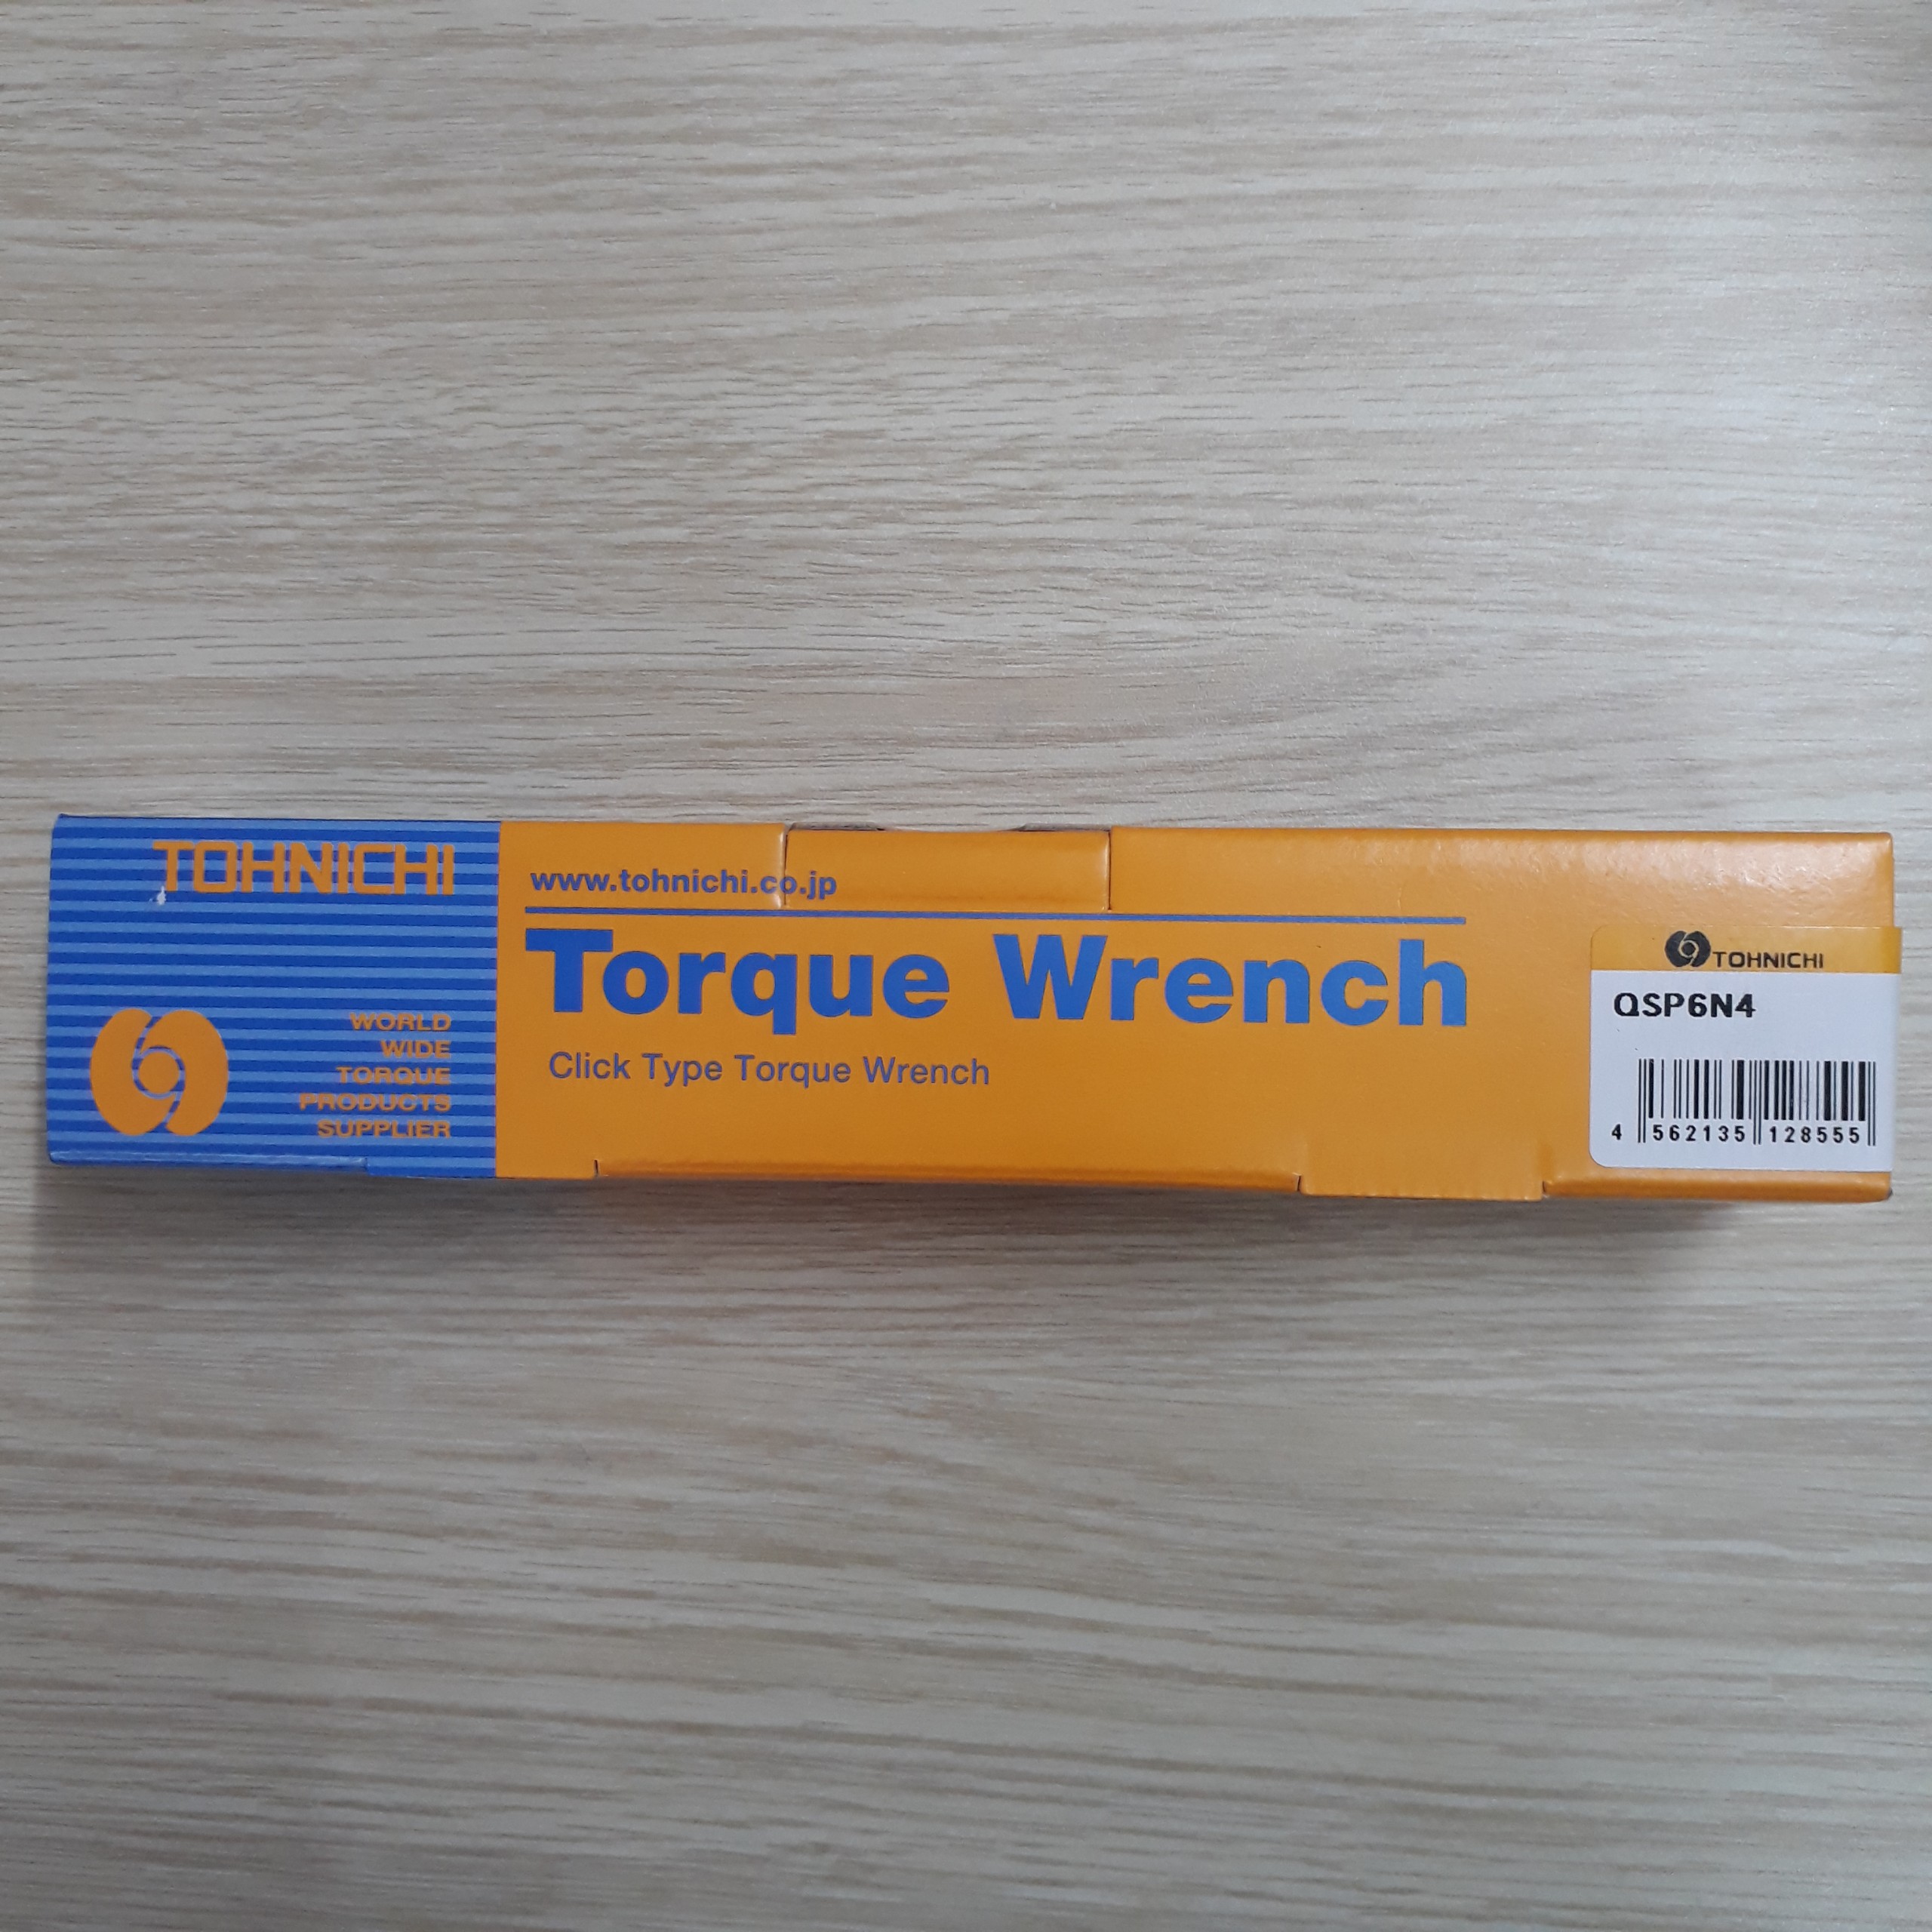 TOHNICHI
WORLD
WIDE
TORQUE
PRODUCTS
SUPPLIER
www.tohnichi.co.jp
Torque Wrench
Click Type Torque Wrench
TOHNICHI
QSP6N4
4 562135 128555